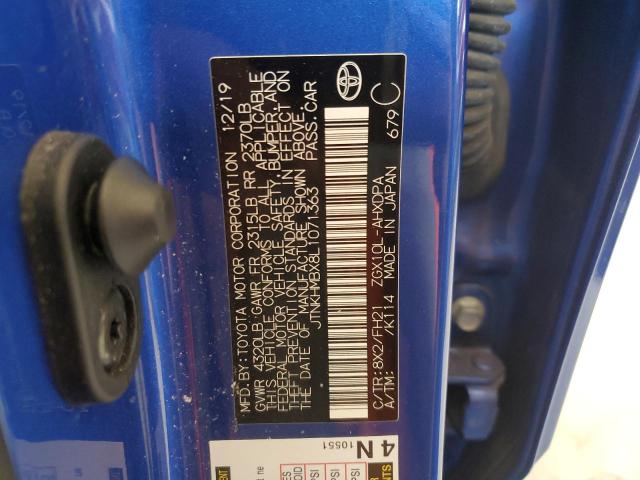 MFD.BY:TOYOTA MOTOR CORPORATION 12/19
GVWR 4320LB GAWR FR 2315LB RR 2370LB
THIS VEHICLE CONFORMS TO ALL APPLICABLE
FEDERAL MOTOR VEHICLE SAFETY, BUMPER, AND
THEFT PREVENTION STANDARDS IN EFFECT ON
THE DATE OF MANUFACTURE SHOWN ABOVE.
JTNKHMBX8L1071363 PASS.CAR
C/TR:8X2/FH21 ZGX10L-AHXDPA
A/TM: /K114 MADE IN JAPAN 679 C
4N
10551